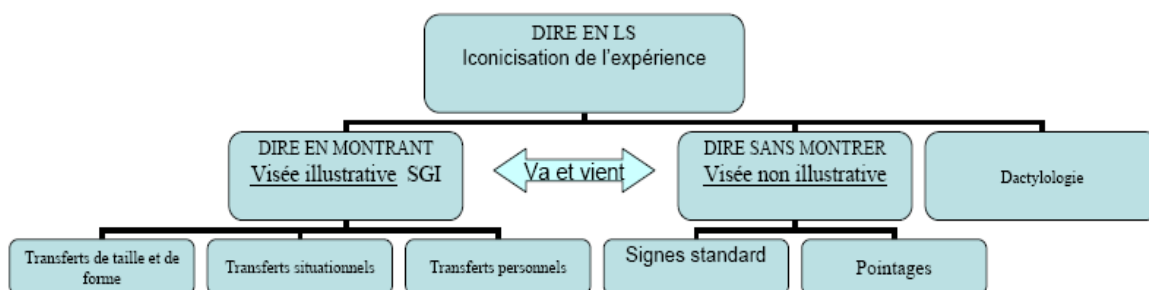 DIRE EN LS
Iconicisation de l'expérience
DIRE EN MONTRANT
Visée illustrative SGI
Va et vient
DIRE SANS MONTRER
Visée non illustrative
Dactylologie
Transferts de taille et de
forme
Transferts situationnels
Transferts personnels
Signes standard
Pointages